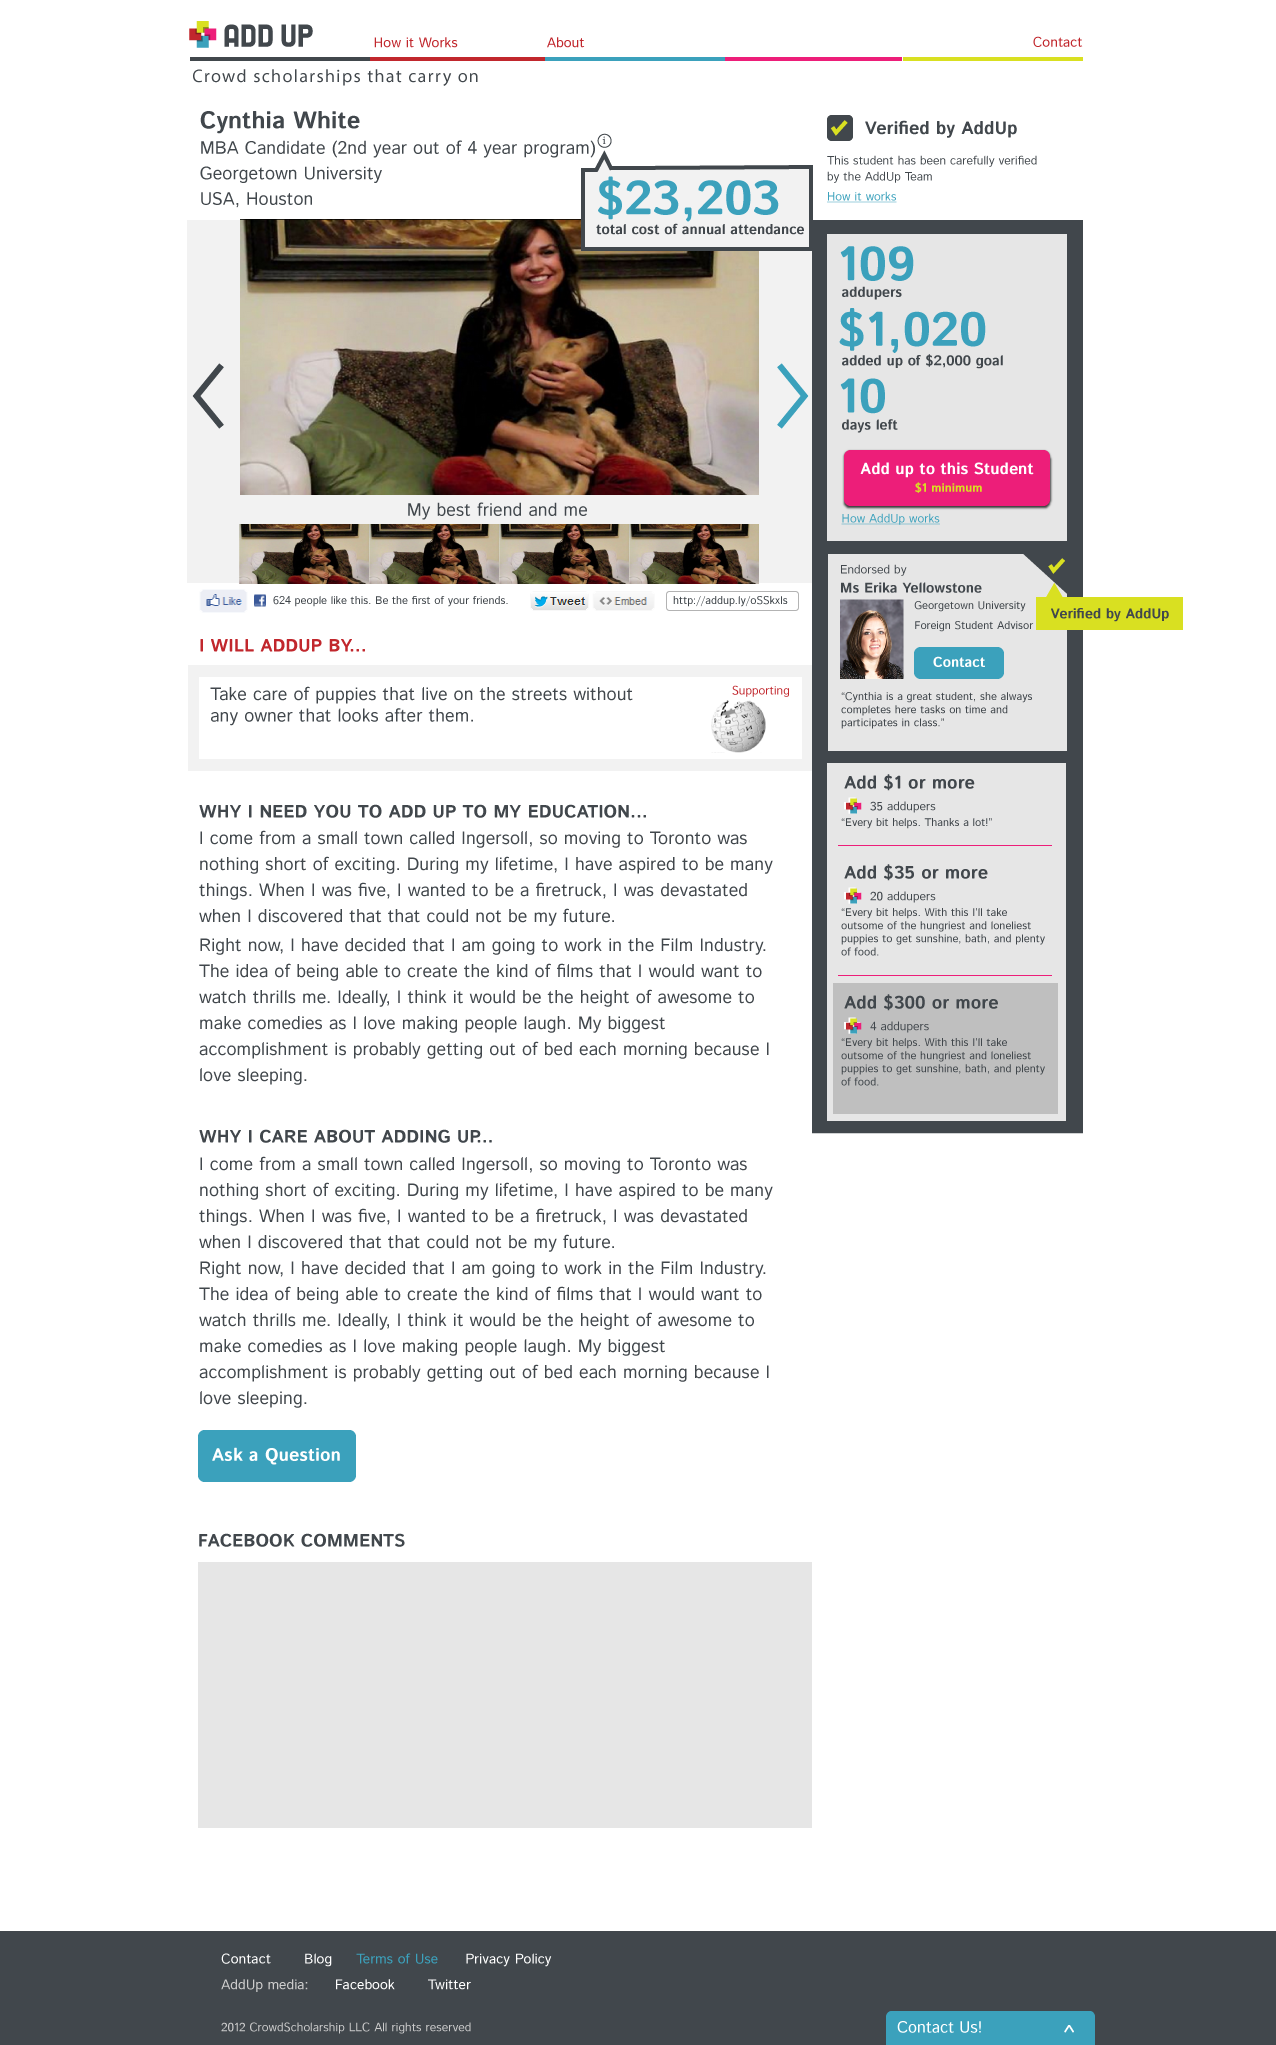 ADD UP
How it Works
About
Contact
Crowd scholarships that carry on
Cynthia White
MBA Candidate (2nd year out of 4 year program)
i
Georgetown University
USA, Houston
$23,203
total cost of annual attendance
My best friend and me
Like
624 people like this. Be the first of your friends.
Tweet
<> Embed
http://addup.ly/oSSkxls
I WILL ADDUP BY...
Take care of puppies that live on the streets without
any owner that looks after them.
Supporting
WHY I NEED YOU TO ADD UP TO MY EDUCATION...
I come from a small town called Ingersoll, so moving to Toronto was
nothing short of exciting. During my lifetime, I have aspired to be many
things. When I was five, I wanted to be a firetruck, I was devastated
when I discovered that that could not be my future.
Right now, I have decided that I am going to work in the Film Industry.
The idea of being able to create the kind of films that I would want to
watch thrills me. Ideally, I think it would be the height of awesome to
make comedies as I love making people laugh. My biggest
accomplishment is probably getting out of bed each morning because I
love sleeping.
WHY I CARE ABOUT ADDING UP...
I come from a small town called Ingersoll, so moving to Toronto was
nothing short of exciting. During my lifetime, I have aspired to be many
things. When I was five, I wanted to be a firetruck, I was devastated
when I discovered that that could not be my future.
Right now, I have decided that I am going to work in the Film Industry.
The idea of being able to create the kind of films that I would want to
watch thrills me. Ideally, I think it would be the height of awesome to
make comedies as I love making people laugh. My biggest
accomplishment is probably getting out of bed each morning because I
love sleeping.
Ask a Question
FACEBOOK COMMENTS
Verified by AddUp
This student has been carefully verified
by the AddUp Team
How it works
109
addupers
$1,020
added up of $2,000 goal
10
days left
Add up to this Student
$1 minimum
How AddUp works
Endorsed by
Ms Erika Yellowstone
Georgetown University
Foreign Student Advisor
Verified by AddUp
Contact
“Cynthia is a great student, she always
completes here tasks on time and
participates in class.”
Add $1 or more
35 addupers
“Every bit helps. Thanks a lot!”
Add $35 or more
20 addupers
“Every bit helps. With this I'll take
outsome of the hungriest and loneliest
puppies to get sunshine, bath, and plenty
of food.
Add $300 or more
4 addupers
“Every bit helps. With this I'll take
outsome of the hungriest and loneliest
puppies to get sunshine, bath, and plenty
of food.
Contact
Blog
Terms of Use
Privacy Policy
AddUp media:
Facebook
Twitter
2012 CrowdScholarship LLC All rights reserved
Contact Us!